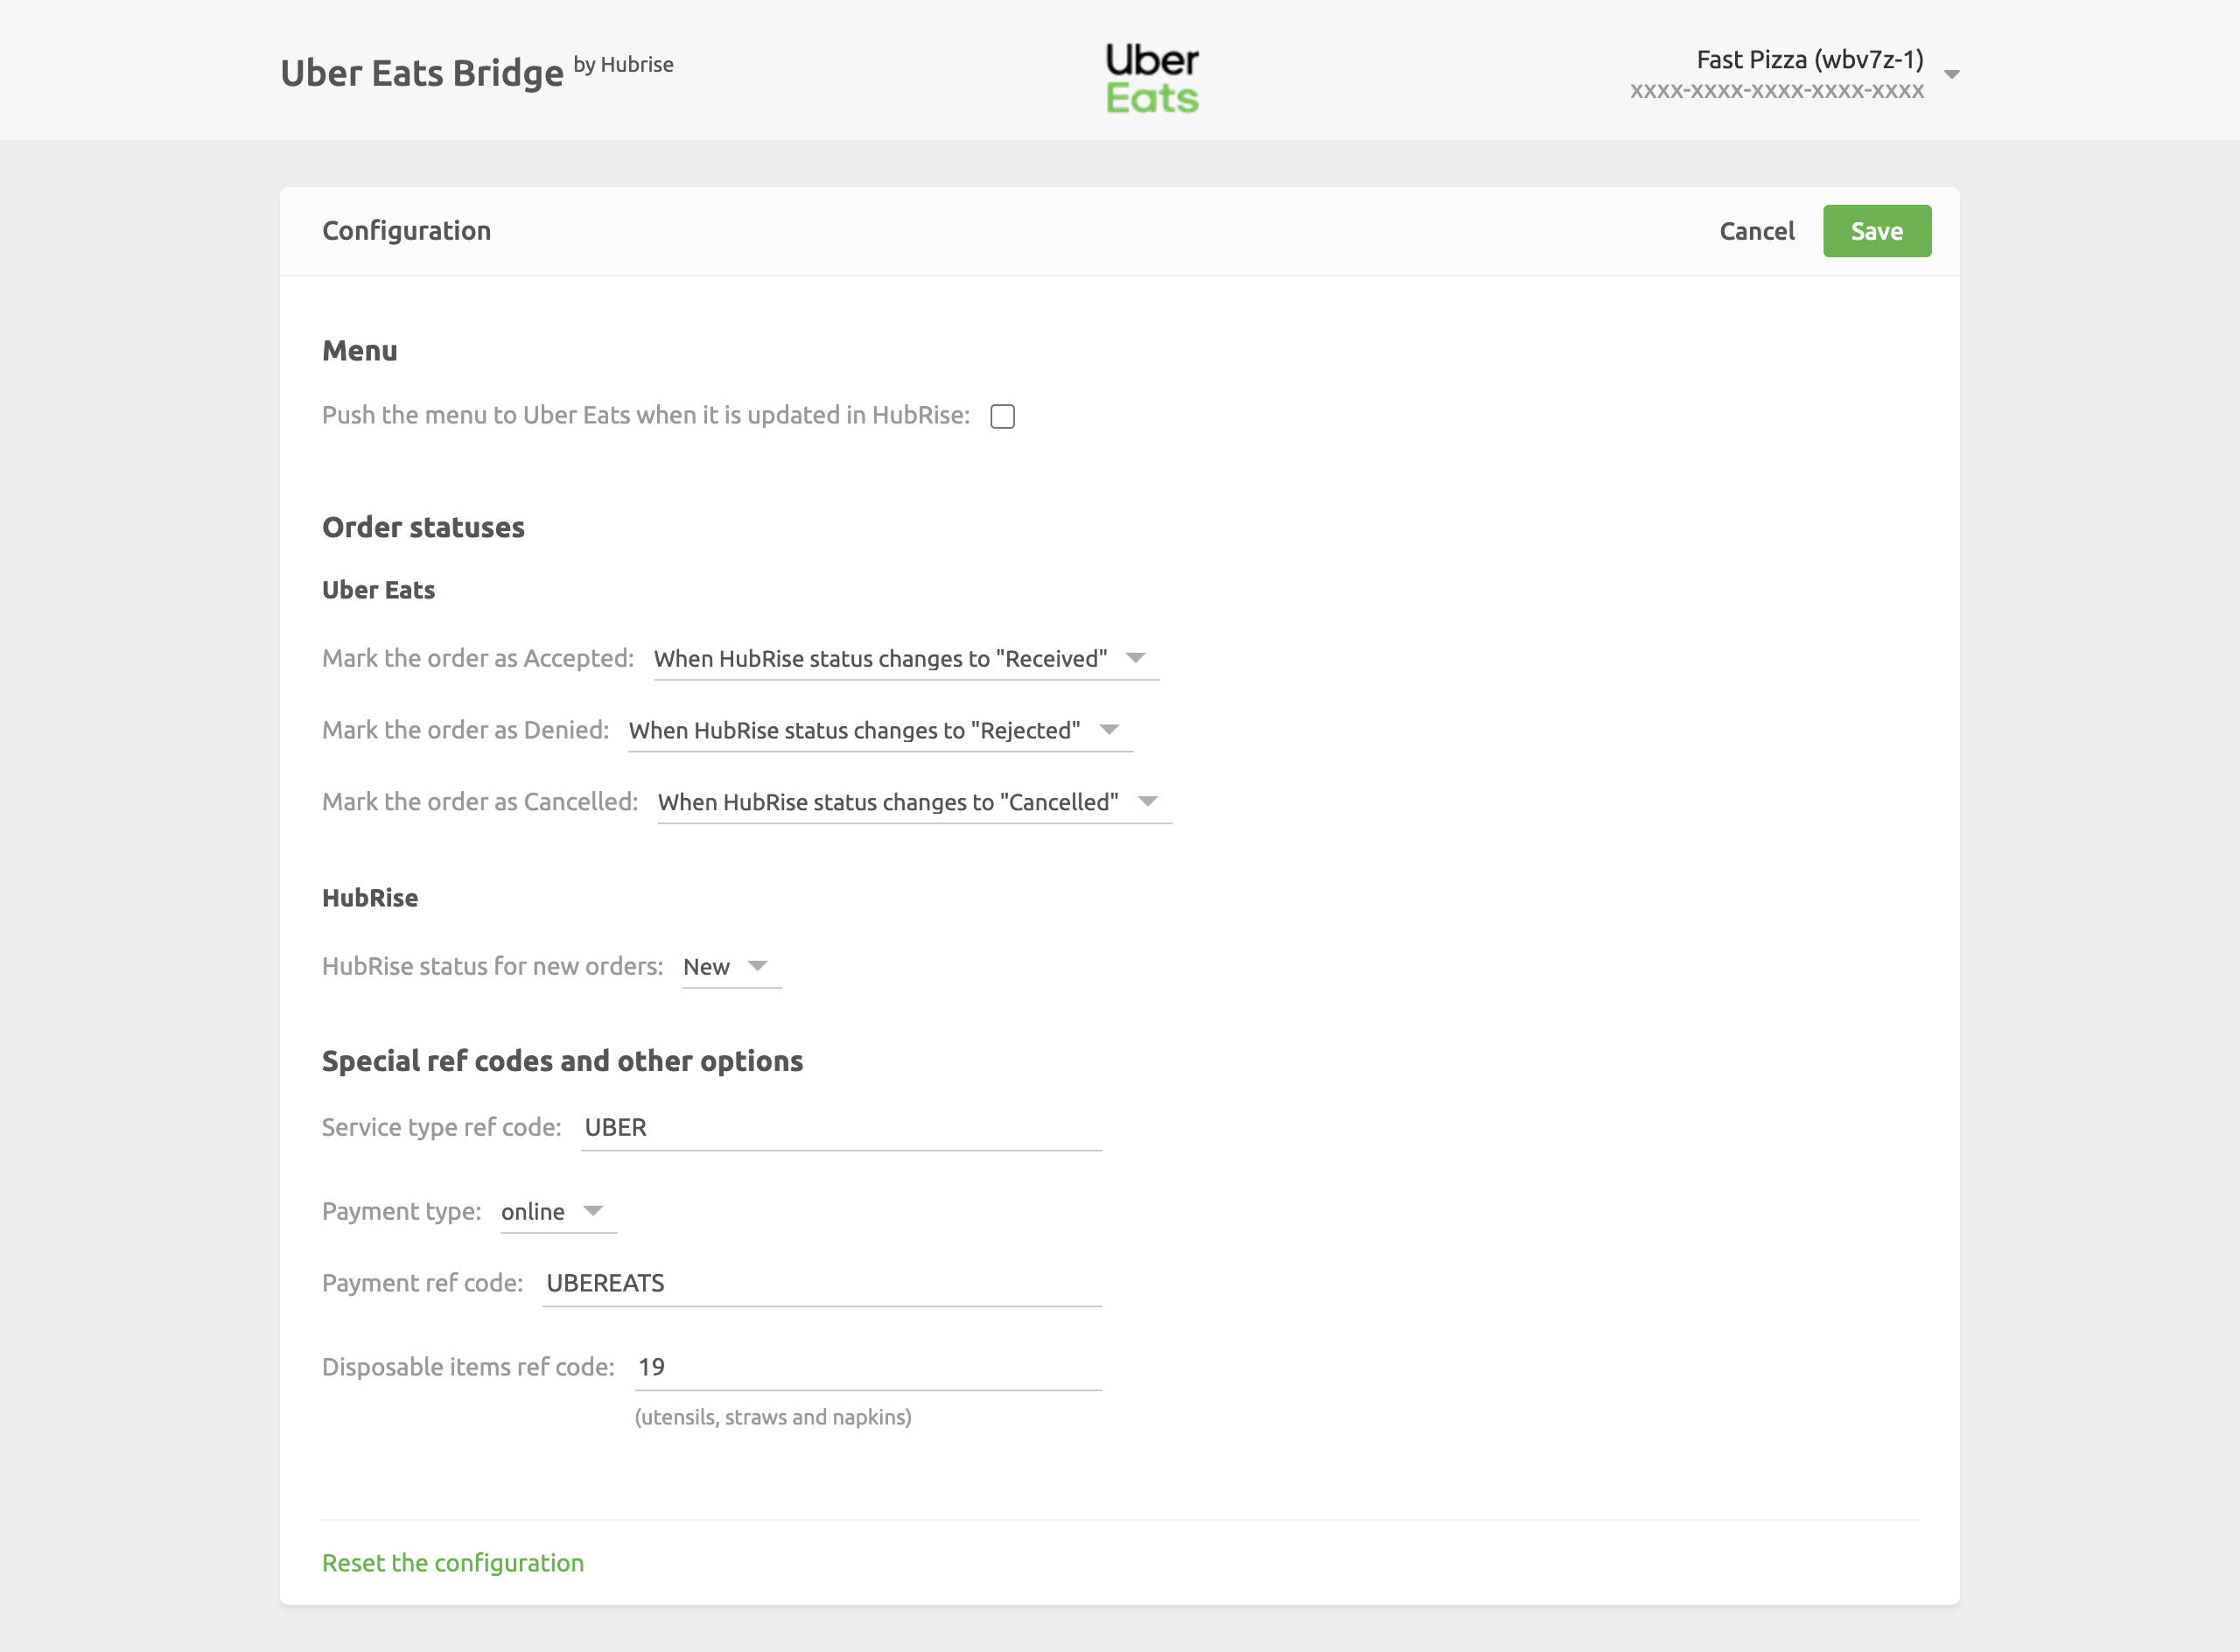 Uber Eats Bridge by Hubrise
Uber
Eats
Fast Pizza (wbv7z-1)
xxxx-xxxx-xxxx-xxxx-xxxx
Configuration
Cancel
Save
Menu
Push the menu to Uber Eats when it is updated in HubRise:
Order statuses
Uber Eats
Mark the order as Accepted: When HubRise status changes to "Received"
Mark the order as Denied: When HubRise status changes to "Rejected"
Mark the order as Cancelled: When HubRise status changes to "Cancelled"
HubRise
HubRise status for new orders: New
Special ref codes and other options
Service type ref code: UBER
Payment type: online
Payment ref code: UBEREATS
Disposable items ref code: 19
(utensils, straws and napkins)
Reset the configuration